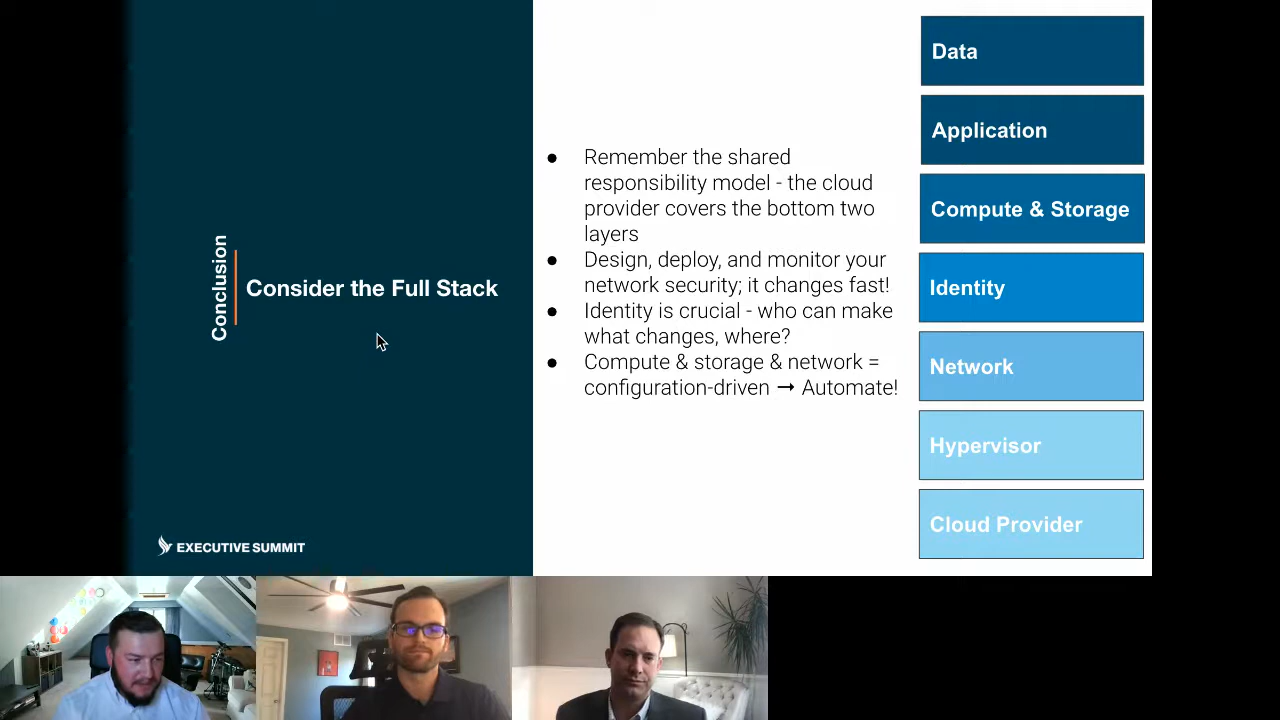 Conclusion
Consider the Full Stack
EXECUTIVE SUMMIT
● Remember the shared
responsibility model - the cloud
provider covers the bottom two
layers
● Design, deploy, and monitor your
network security; it changes fast!
● Identity is crucial - who can make
what changes, where?
● Compute & storage & network =
configuration-driven → Automate!
Data
Application
Compute & Storage
Identity
Network
Hypervisor
Cloud Provider